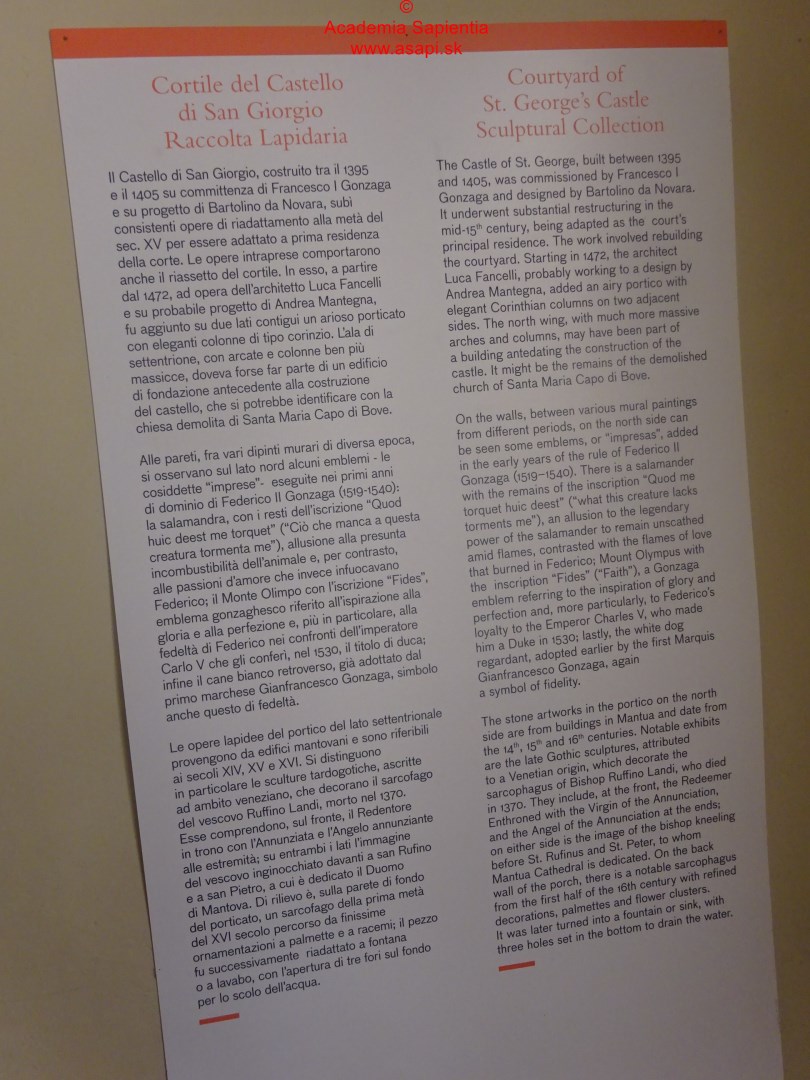 ©
Academia Sapientia
www.asapi.sk
Cortile del Castello
di San Giorgio
Raccolta Lapidaria
Il Castello di San Giorgio, costruito tra il 1395
e il 1405 su committenza di Francesco I Gonzaga
e su progetto di Bartolino da Novara, subì
consistenti opere di riadattamento alla metà del
sec. XV per essere adattato a prima residenza
della corte. Le opere intraprese comportarono
anche il riassetto del cortile. In esso, a partire
dal 1472, ad opera dell'architetto Luca Fancelli
e su probabile progetto di Andrea Mantegna,
fu aggiunto su due lati contigui un arioso porticato
con eleganti colonne di tipo corinzio. L'ala di
settentrione, con arcate e colonne ben più
massicce, doveva forse far parte di un edificio
di fondazione antecedente alla costruzione
del castello, che si potrebbe identificare con la
chiesa demolita di Santa Maria Capo di Bove.
Alle pareti, fra vari dipinti murari di diversa epoca,
si osservano sul lato nord alcuni emblemi - le
cosiddette "imprese"- eseguite nei primi anni
di dominio di Federico II Gonzaga (1519-1540):
la salamandra, con i resti dell'iscrizione "Quod
huic deest me torquet" ("Ciò che manca a questa
creatura tormenta me"), allusione alla presunta
incombustibilità dell'animale e, per contrasto,
alle passioni d'amore che invece infuocavano
Federico; il Monte Olimpo con l'iscrizione "Fides",
emblema gonzaghesco riferito all'ispirazione alla
gloria e alla perfezione e, più in particolare, alla
fedeltà di Federico nei confronti dell'imperatore
Carlo V che gli conferì, nel 1530, il titolo di duca;
infine il cane bianco retroverso, già adottato dal
primo marchese Gianfrancesco Gonzaga, simbolo
anche questo di fedeltà.
Le opere lapidee del portico del lato settentrionale
provengono da edifici mantovani e sono riferibili
ai secoli XIV, XV e XVI. Si distinguono
in particolare le sculture tardogotiche, ascritte
ad ambito veneziano, che decorano il sarcofago
del vescovo Ruffino Landi, morto nel 1370.
Esse comprendono, sul fronte, il Redentore
in trono con l'Annunziata e l'Angelo annunziante
alle estremità; su entrambi i lati l'immagine
del vescovo inginocchiato davanti a san Rufino
e a san Pietro, a cui è dedicato il Duomo
di Mantova. Di rilievo è, sulla parete di fondo
del porticato, un sarcofago della prima metà
del XVI secolo percorso da finissime
ornamentazioni a palmette e a racemi; il pezzo
fu successivamente riadattato a fontana
o a lavabo, con l'apertura di tre fori sul fondo
per lo scolo dell'acqua.
Courtyard of
St. George's Castle
Sculptural Collection
The Castle of St. George, built between 1395
and 1405, was commissioned by Francesco I
Gonzaga and designed by Bartolino da Novara.
It underwent substantial restructuring in the
mid-15th century, being adapted as the court's
principal residence. The work involved rebuilding
the courtyard. Starting in 1472, the architect
Luca Fancelli, probably working to a design by
Andrea Mantegna, added an airy portico with
elegant Corinthian columns on two adjacent
sides. The north wing, with much more massive
arches and columns, may have been part of
a building antedating the construction of the
castle. It might be the remains of the demolished
church of Santa Maria Capo di Bove.
On the walls, between various mural paintings
from different periods, on the north side can
be seen some emblems, or "impresas", added
in the early years of the rule of Federico II
Gonzaga (1519–1540). There is a salamander
with the remains of the inscription "Quod me
torquet huic deest" ("what this creature lacks
torments me"), an allusion to the legendary
power of the salamander to remain unscathed
amid flames, contrasted with the flames of love
that burned in Federico; Mount Olympus with
the inscription "Fides" ("Faith"), a Gonzaga
emblem referring to the inspiration of glory and
perfection and, more particularly, to Federico's
loyalty to the Emperor Charles V, who made
him a Duke in 1530; lastly, the white dog
regardant, adopted earlier by the first Marquis
Gianfrancesco Gonzaga, again
a symbol of fidelity.
The stone artworks in the portico on the north
side are from buildings in Mantua and date from
the 14th, 15th and 16th centuries. Notable exhibits
are the late Gothic sculptures, attributed
to a Venetian origin, which decorate the
sarcophagus of Bishop Ruffino Landi, who died
in 1370. They include, at the front, the Redeemer
Enthroned with the Virgin of the Annunciation,
and the Angel of the Annunciation at the ends;
on either side is the image of the bishop kneeling
before St. Rufinus and St. Peter, to whom
Mantua Cathedral is dedicated. On the back
wall of the porch, there is a notable sarcophagus
from the first half of the 16th century with refined
decorations, palmettes and flower clusters.
It was later turned into a fountain or sink, with
three holes set in the bottom to drain the water.